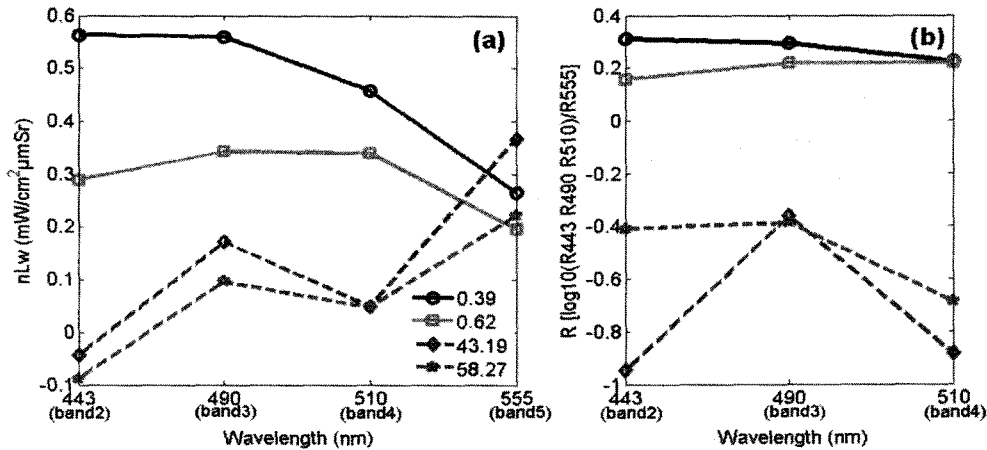 (a)
nLw (mW/cm²μmSr)
0.6
0.5
0.4
0.3
0.2
0.1
0
-0.1
0.39
0.62
43.19
58.27
443 490 510 555
(band2) (band3) (band4) (band5)
Wavelength (nm)
(b)
R [log10(R443 R490 R510)/R555]
0.4
0.2
0
-0.2
-0.4
-0.6
-0.8
-1
443 490 510
(band2) (band3) (band4)
Wavelength (nm)